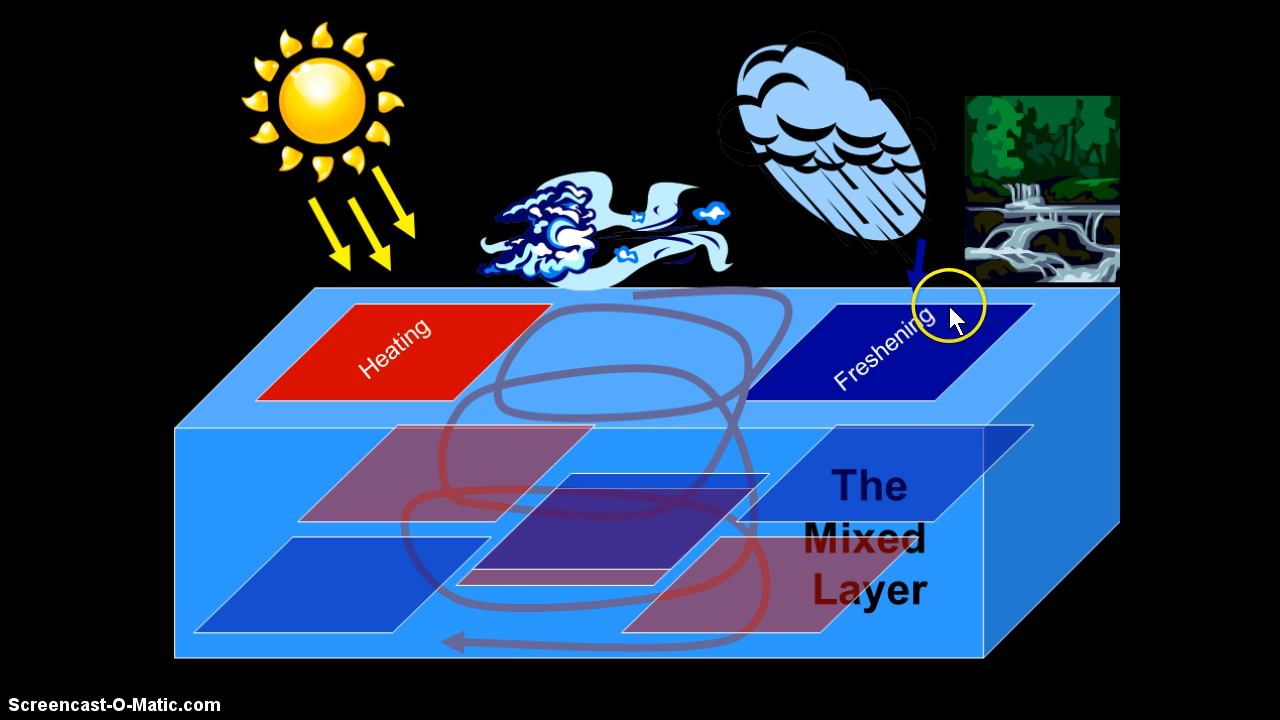 Heating
Freshening
The
Mixed
Layer
Screencast-O-Matic.com